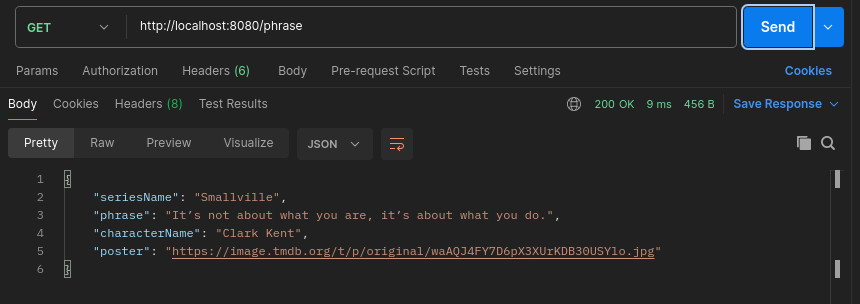 GET http://localhost:8080/phrase Send
Params Authorization Headers (6) Body Pre-request Script Tests Settings Cookies
Body Cookies Headers (8) Test Results 200 OK 9 ms 456 B Save Response
Pretty Raw Preview Visualize JSON
1 {
2 "seriesName": "Smallville",
3 "phrase": "It’s not about what you are, it’s about what you do.",
4 "characterName": "Clark Kent",
5 "poster": "https://image.tmdb.org/t/p/original/waAQJ4FY7D6pX3XUrKDB30USYlo.jpg"
6 }